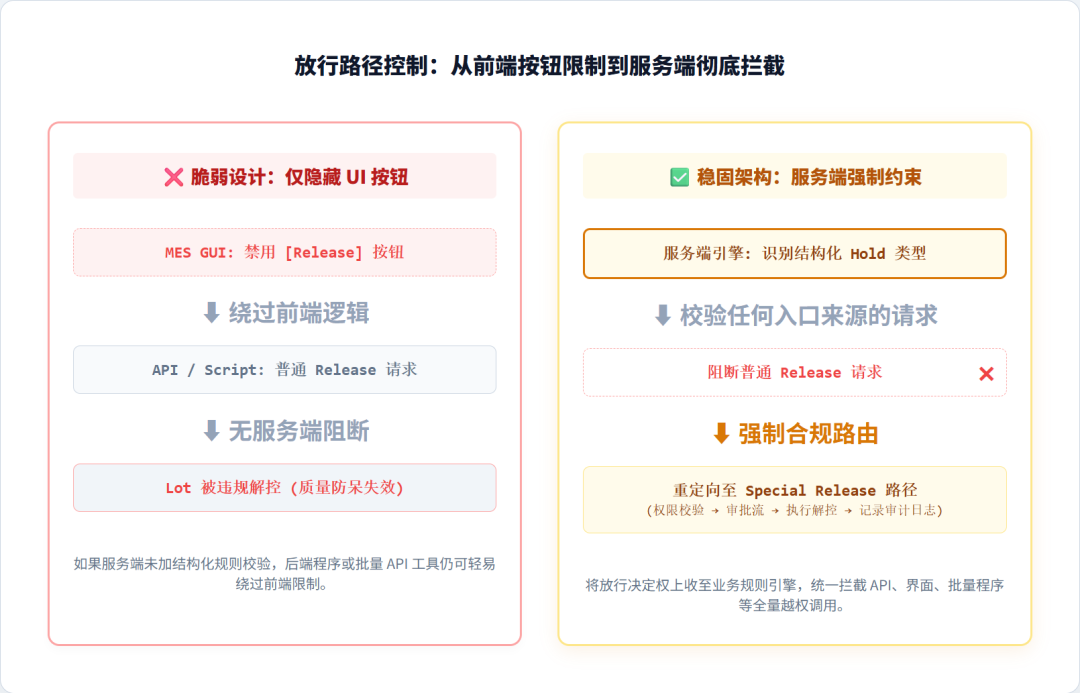 放行路径控制：从前端按钮限制到服务端彻底拦截
❌ 脆弱设计：仅隐藏 UI 按钮
MES GUI: 禁用 [Release] 按钮
⬇ 绕过前端逻辑
API / Script: 普通 Release 请求
⬇ 无服务端阻断
Lot 被违规解控 (质量防呆失效)
如果服务端未加结构化规则校验，后端程序或批量 API 工具仍可轻易
绕过前端限制。
✅ 稳固架构：服务端强制约束
服务端引擎: 识别结构化 Hold 类型
⬇ 校验任何入口来源的请求
阻断普通 Release 请求 ❌
⬇ 强制合规路由
重定向至 Special Release 路径
(权限校验 → 审批流 → 执行解控 → 记录审计日志)
将放行决定权上收至业务规则引擎，统一拦截 API、界面、批量程序
等全量越权调用。